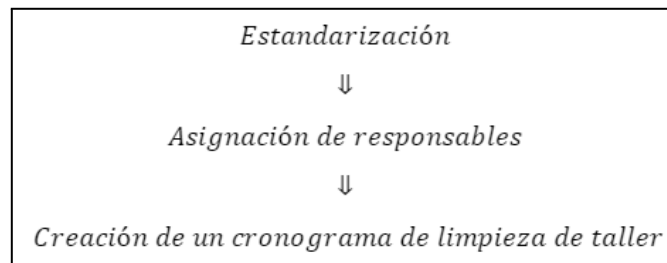 Estandarización
⇓
Asignación de responsables
⇓
Creación de un cronograma de limpieza de taller